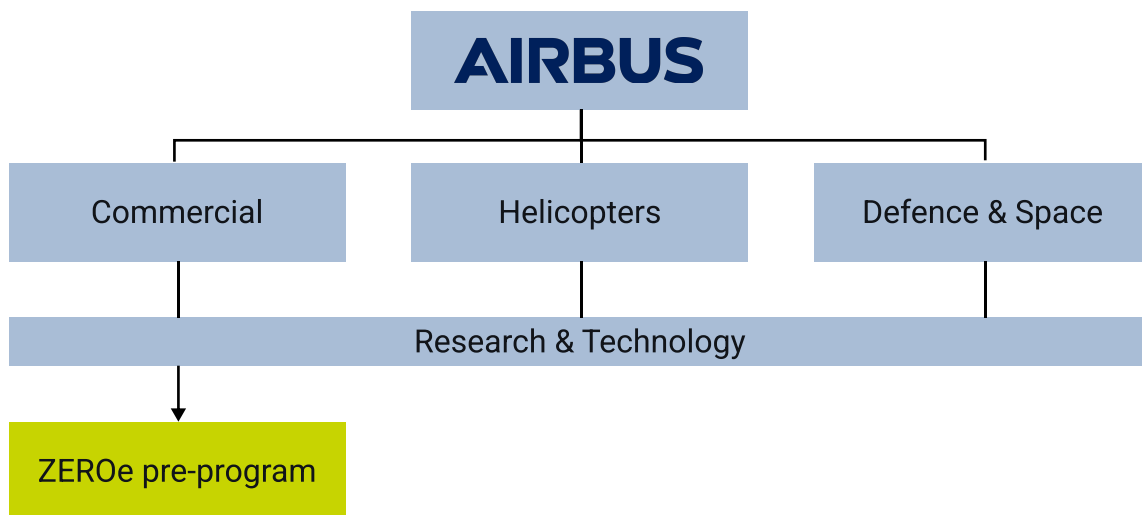 AIRBUS
Commercial
Helicopters
Defence & Space
Research & Technology
ZEROe pre-program